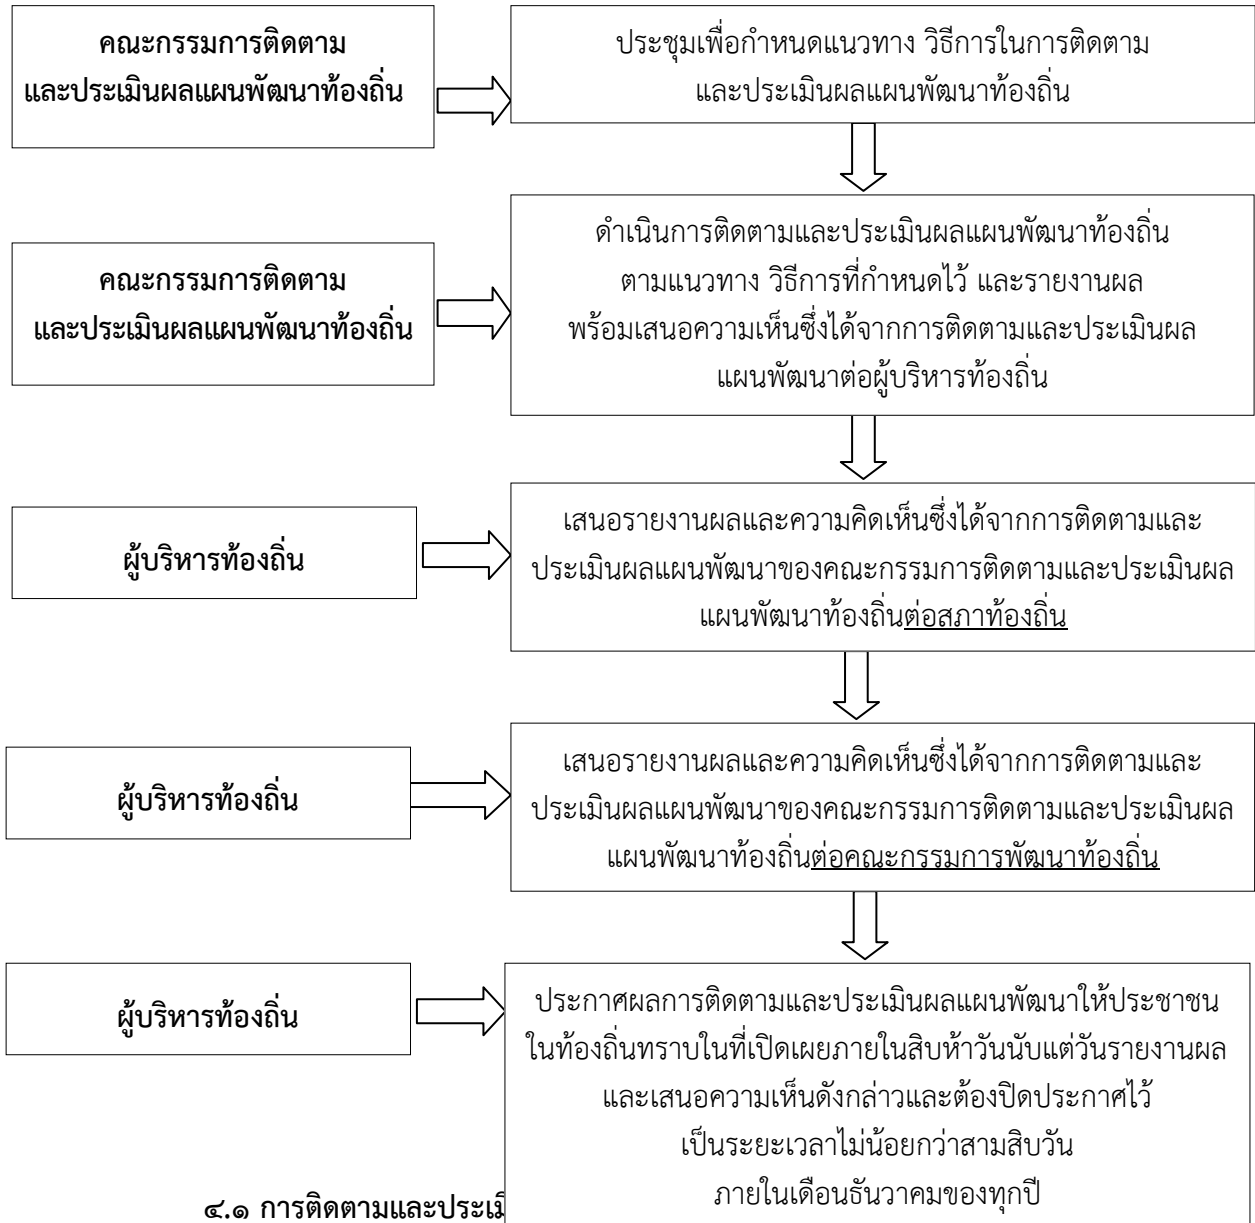 คณะกรรมการติดตาม
และประเมินผลแผนพัฒนาท้องถิ่น
ประชุมเพื่อกำหนดแนวทาง วิธีการในการติดตาม
และประเมินผลแผนพัฒนาท้องถิ่น
คณะกรรมการติดตาม
และประเมินผลแผนพัฒนาท้องถิ่น
ดำเนินการติดตามและประเมินผลแผนพัฒนาท้องถิ่น
ตามแนวทาง วิธีการที่กำหนดไว้ และรายงานผล
พร้อมเสนอความเห็นซึ่งได้จากการติดตามและประเมินผล
แผนพัฒนาต่อผู้บริหารท้องถิ่น
ผู้บริหารท้องถิ่น
เสนอรายงานผลและความคิดเห็นซึ่งได้จากการติดตามและ
ประเมินผลแผนพัฒนาของคณะกรรมการติดตามและประเมินผล
แผนพัฒนาท้องถิ่นต่อสภาท้องถิ่น
ผู้บริหารท้องถิ่น
เสนอรายงานผลและความคิดเห็นซึ่งได้จากการติดตามและ
ประเมินผลแผนพัฒนาของคณะกรรมการติดตามและประเมินผล
แผนพัฒนาท้องถิ่นต่อคณะกรรมการพัฒนาท้องถิ่น
ผู้บริหารท้องถิ่น
ประกาศผลการติดตามและประเมินผลแผนพัฒนาให้ประชาชน
ในท้องถิ่นทราบในที่เปิดเผยภายในสิบห้าวันนับแต่วันรายงานผล
และเสนอความเห็นดังกล่าวและต้องปิดประกาศไว้
เป็นระยะเวลาไม่น้อยกว่าสามสิบวัน
ภายในเดือนธันวาคมของทุกปี
๔.๑ การติดตามและประเมิ